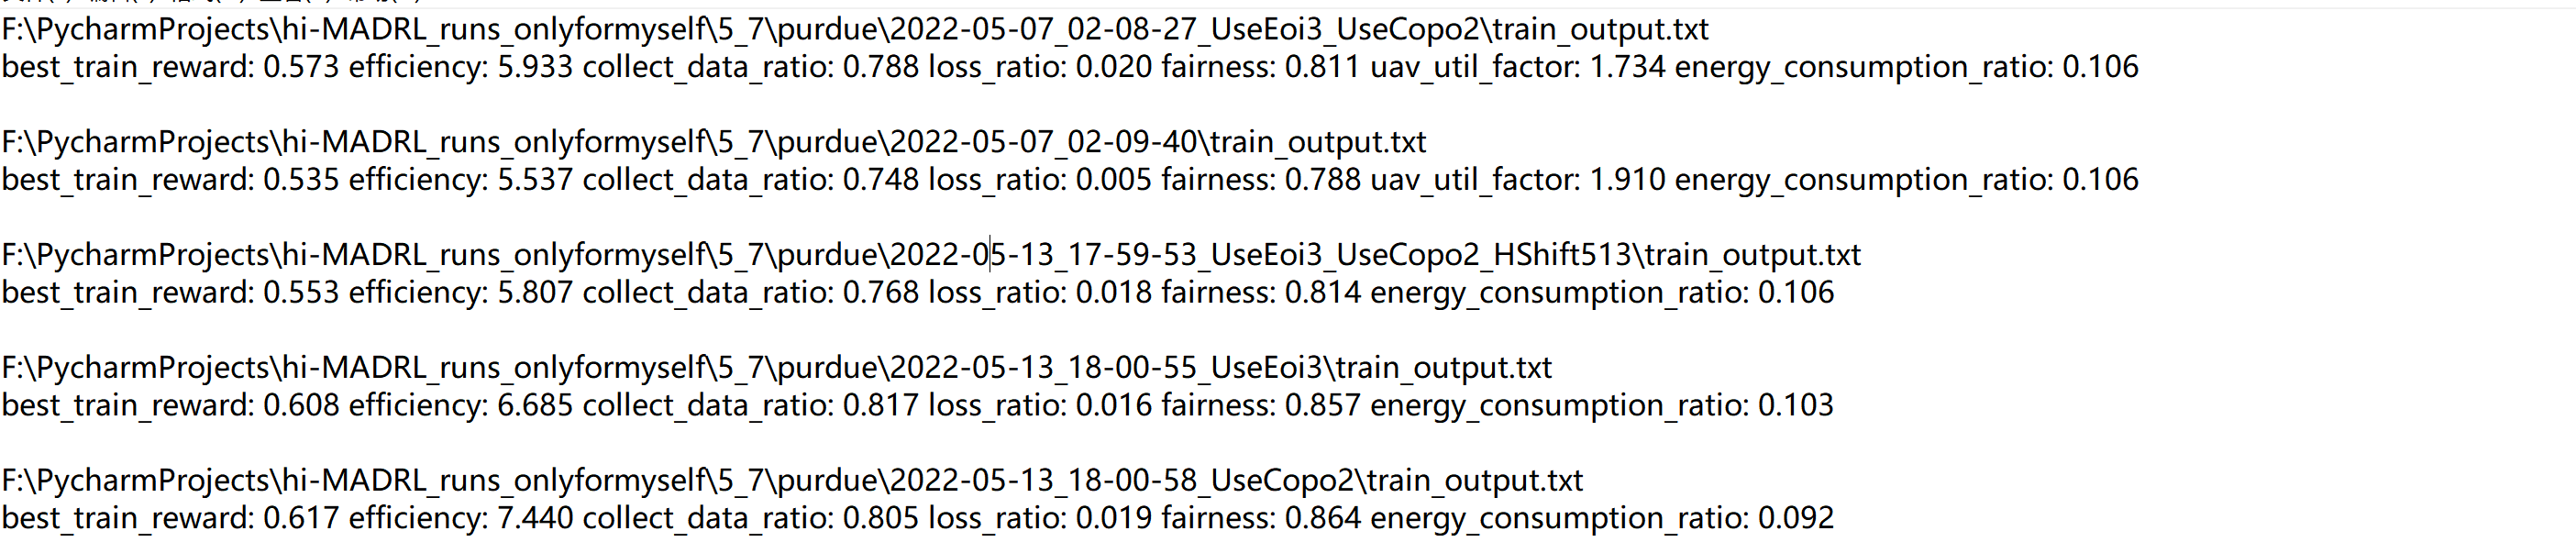 F:\PycharmProjects\hi-MADRL_runs_onlyformyself\5_7\purdue\2022-05-07_02-08-27_UseEoi3_UseCopo2\train_output.txt
best_train_reward: 0.573 efficiency: 5.933 collect_data_ratio: 0.788 loss_ratio: 0.020 fairness: 0.811 uav_util_factor: 1.734 energy_consumption_ratio: 0.106
F:\PycharmProjects\hi-MADRL_runs_onlyformyself\5_7\purdue\2022-05-07_02-09-40\train_output.txt
best_train_reward: 0.535 efficiency: 5.537 collect_data_ratio: 0.748 loss_ratio: 0.005 fairness: 0.788 uav_util_factor: 1.910 energy_consumption_ratio: 0.106
F:\PycharmProjects\hi-MADRL_runs_onlyformyself\5_7\purdue\2022-05-13_17-59-53_UseEoi3_UseCopo2_HShift513\train_output.txt
best_train_reward: 0.553 efficiency: 5.807 collect_data_ratio: 0.768 loss_ratio: 0.018 fairness: 0.814 energy_consumption_ratio: 0.106
F:\PycharmProjects\hi-MADRL_runs_onlyformyself\5_7\purdue\2022-05-13_18-00-55_UseEoi3\train_output.txt
best_train_reward: 0.608 efficiency: 6.685 collect_data_ratio: 0.817 loss_ratio: 0.016 fairness: 0.857 energy_consumption_ratio: 0.103
F:\PycharmProjects\hi-MADRL_runs_onlyformyself\5_7\purdue\2022-05-13_18-00-58_UseCopo2\train_output.txt
best_train_reward: 0.617 efficiency: 7.440 collect_data_ratio: 0.805 loss_ratio: 0.019 fairness: 0.864 energy_consumption_ratio: 0.092